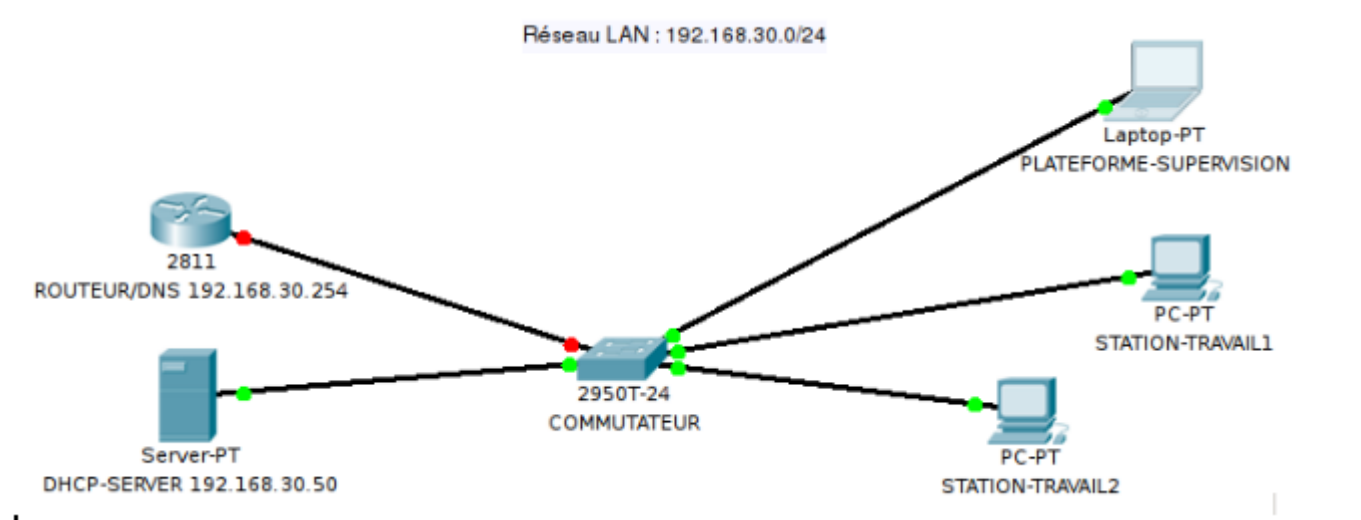 Réseau LAN : 192.168.30.0/24
Laptop-PT
PLATEFORME-SUPERVISION
2811
ROUTEUR/DNS 192.168.30.254
PC-PT
STATION-TRAVAIL1
2950T-24
COMMUTATEUR
Server-PT
DHCP-SERVER 192.168.30.50
PC-PT
STATION-TRAVAIL2